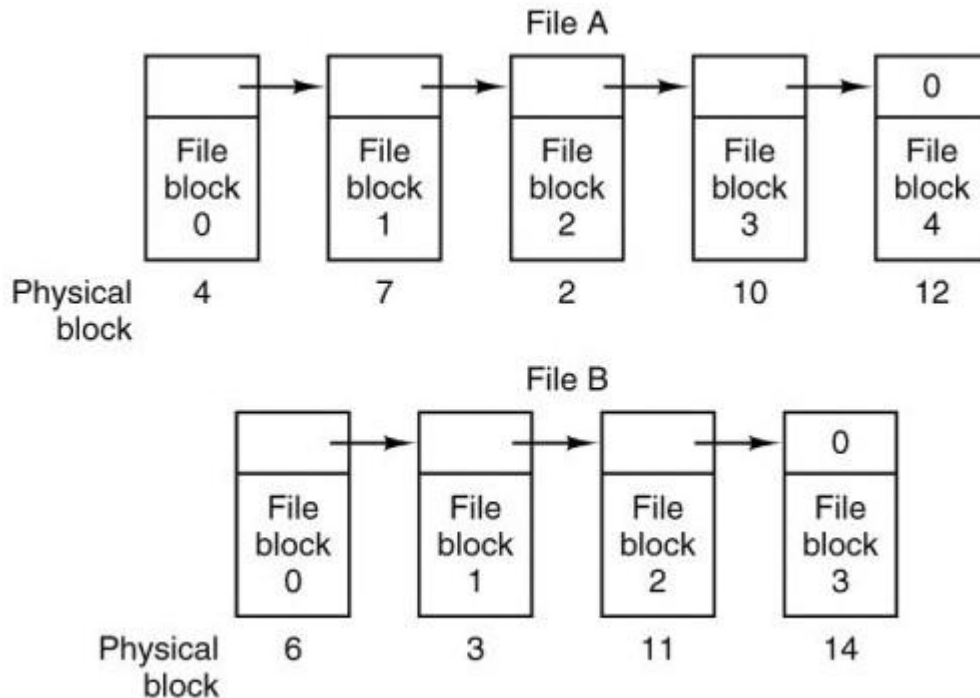 File A
0
File block 0
File block 1
File block 2
File block 3
File block 4
Physical block
4 7 2 10 12
File B
0
File block 0
File block 1
File block 2
File block 3
Physical block
6 3 11 14